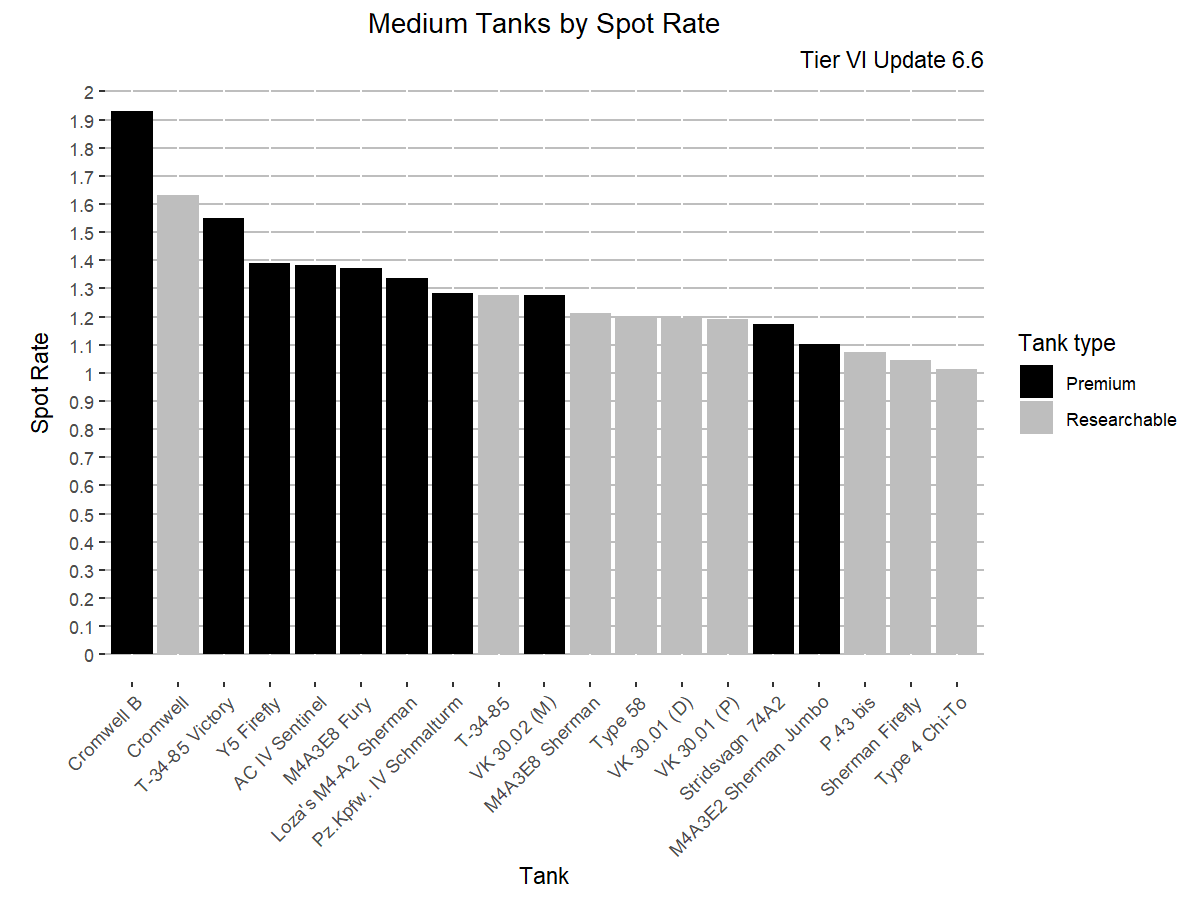 Medium Tanks by Spot Rate
Tier VI Update 6.6
2
1.9
1.8
1.7
1.6
1.5
1.4
1.3
1.2
1.1
1
0.9
0.8
0.7
0.6
0.5
0.4
0.3
0.2
0.1
0
Spot Rate
Cromwell B
Cromwell
T-34-85 Victory
Y5 Firefly
AC IV Sentinel
M4A3E8 Fury
Loza's M4-A2 Sherman
Pz.Kpfw. IV Schmalturm
T-34-85
VK 30.02 (M)
M4A3E8 Sherman
Type 58
VK 30.01 (D)
VK 30.01 (P)
Stridsvagn 74A2
M4A3E2 Sherman Jumbo
P.43 bis
Sherman Firefly
Type 4 Chi-To
Tank
Tank type
Premium
Researchable